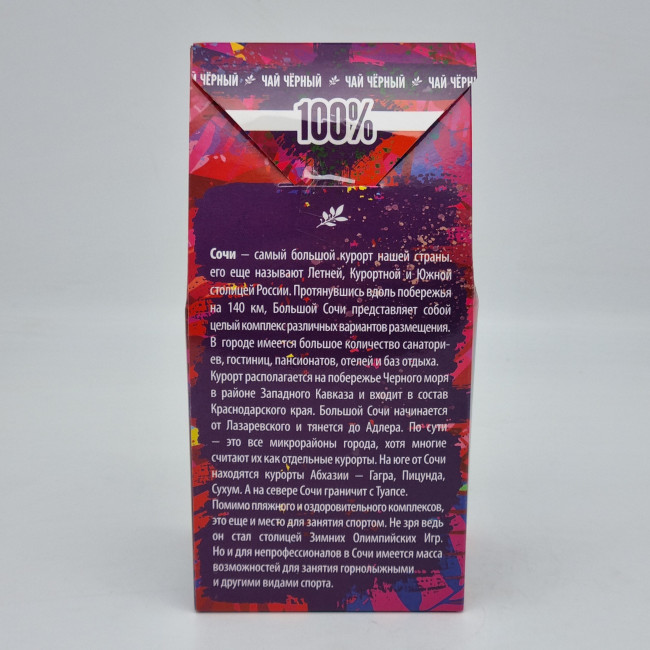 Й ЧЁРНЫЙ ЧАЙ ЧЁРНЫЙ ЧАЙ ЧЁРНЫЙ ЧАЙ ЧЁРН
100%
Сочи – самый большой курорт нашей страны.
его еще называют Летней, Курортной и Южной
столицей России. Протянувшись вдоль побережья
на 140 км, Большой Сочи представляет собой
целый комплекс различных вариантов размещения.
В городе имеется большое количество санатори-
ев, гостиниц, пансионатов, отелей и баз отдыха.
Курорт располагается на побережье Черного моря
в районе Западного Кавказа и входит в состав
Краснодарского края. Большой Сочи начинается
от Лазаревского и тянется до Адлера. По сути
– это все микрорайоны города, хотя многие
считают их как отдельные курорты. На юге от Сочи
находятся курорты Абхазии – Гагра, Пицунда,
Сухум. А на севере Сочи граничит с Туапсе.
Помимо пляжного и оздоровительного комплексов,
это еще и место для занятия спортом. Не зря ведь
он стал столицей Зимних Олимпийских Игр.
Но и для непрофессионалов в Сочи имеется масса
возможностей для занятия горнолыжными
и другими видами спорта.